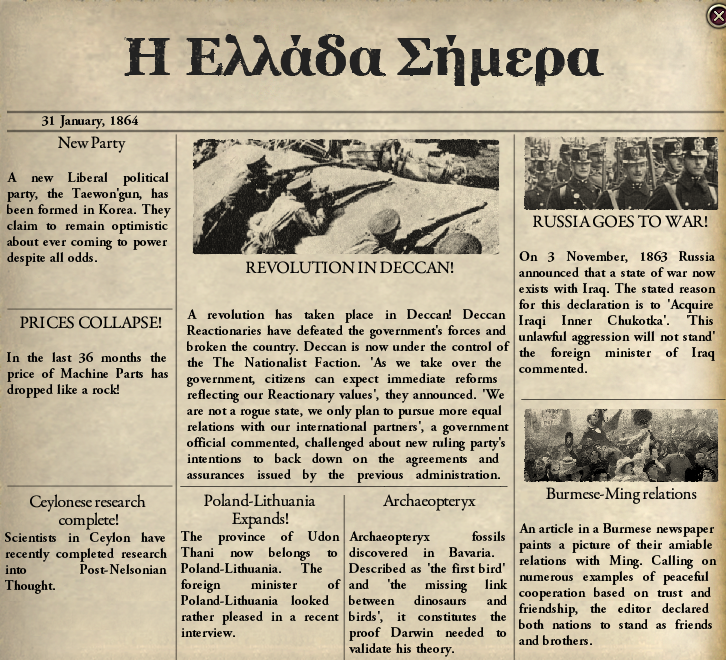 Η Ελλάδα Σήμερα
31 January, 1864
New Party
A new Liberal political
party, the Taewon'gun, has
been formed in Korea. They
claim to remain optimistic
about ever coming to power
despite all odds.
PRICES COLLAPSE!
In the last 36 months the
price of Machine Parts has
dropped like a rock!
Ceylonese research
complete!
Scientists in Ceylon have
recently completed research
into Post-Nelsonian
Thought.
REVOLUTION IN DECCAN!
A revolution has taken place in Deccan! Deccan
Reactionaries have defeated the government's forces and
broken the country. Deccan is now under the control of
the The Nationalist Faction. 'As we take over the
government, citizens can expect immediate reforms
reflecting our Reactionary values', they announced. 'We
are not a rogue state, we only plan to pursue more equal
relations with our international partners', a government
official commented, challenged about new ruling party's
intentions to back down on the agreements and
assurances issued by the previous administration.
Poland-Lithuania
Expands!
The province of Udon
Thani now belongs to
Poland-Lithuania. The
foreign minister of
Poland-Lithuania looked
rather pleased in a recent
interview.
Archaeopteryx
Archaeopteryx fossils
discovered in Bavaria.
Described as 'the first bird'
and 'the missing link
between dinosaurs and
birds', it constitutes the
proof Darwin needed to
validate his theory.
RUSSIA GOES TO WAR!
On 3 November, 1863 Russia
announced that a state of war now
exists with Iraq. The stated reason
for this declaration is to 'Acquire
Iraqi Inner Chukotka'. 'This
unlawful aggression will not stand'
the foreign minister of Iraq
commented.
Burmese-Ming relations
An article in a Burmese newspaper
paints a picture of their amiable
relations with Ming. Calling on
numerous examples of peaceful
cooperation based on trust and
friendship, the editor declared
both nations to stand as friends
and brothers.